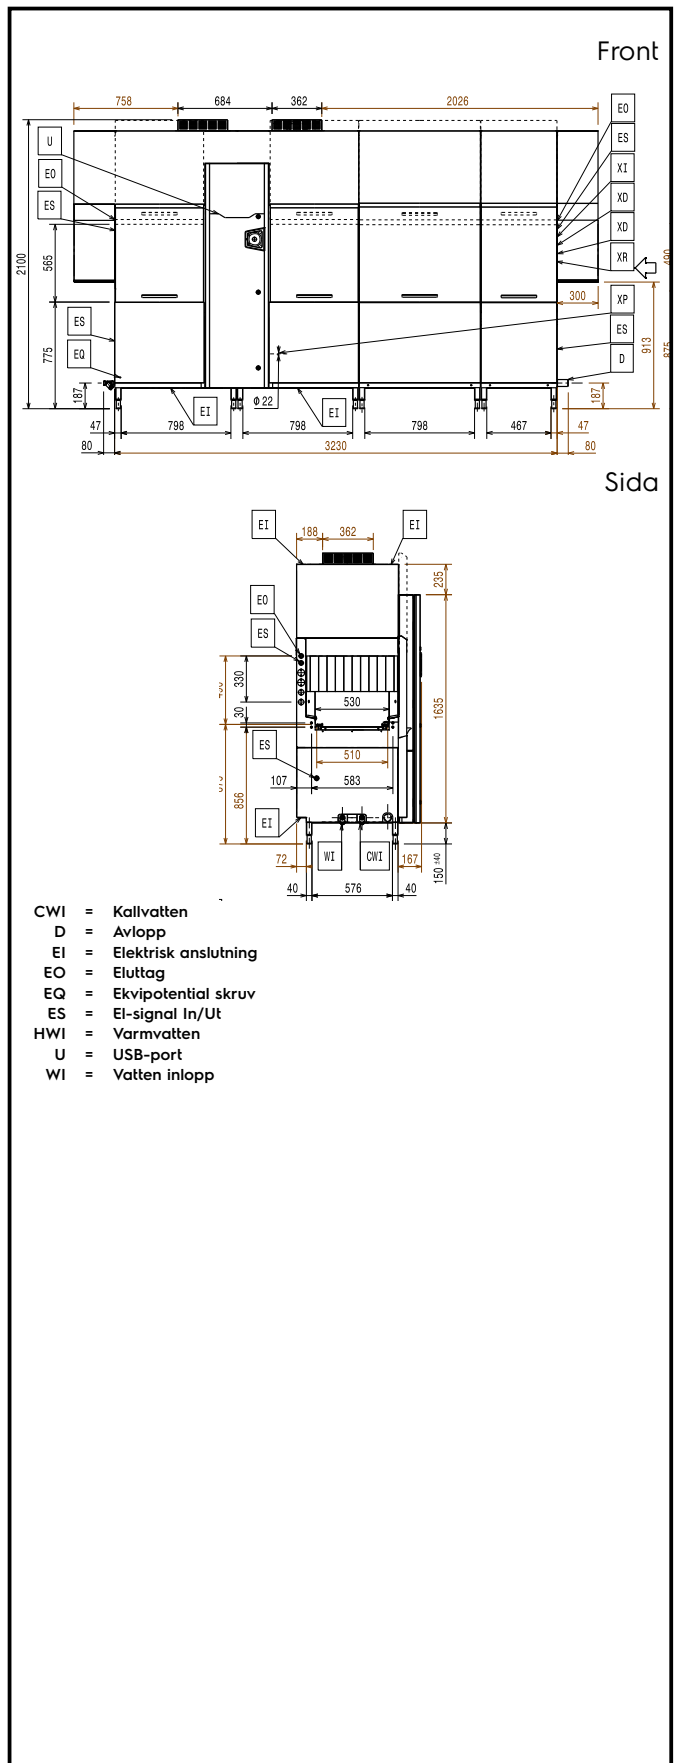 Front
758 684 362 2026
U
EO
ES
EO
ES
XI
XD
XD
XR
XP
ES
D
ES
EQ
EI
EI
2100
565
775
187
Φ 22
300
490
913
875
187
47 798 798 798 467 47
80 3230 80
Sida
EI
EI
188 362
235
EO
ES
330
30
530
1635
510
ES
107 583
856
EI
WI
CWI
72
167
150 ±40
40 576 40
CWI = Kallvatten
D = Avlopp
EI = Elektrisk anslutning
EO = Eluttag
EQ = Ekvipotential skruv
ES = El-signal In/Ut
HWI = Varmvatten
U = USB-port
WI = Vatten inlopp